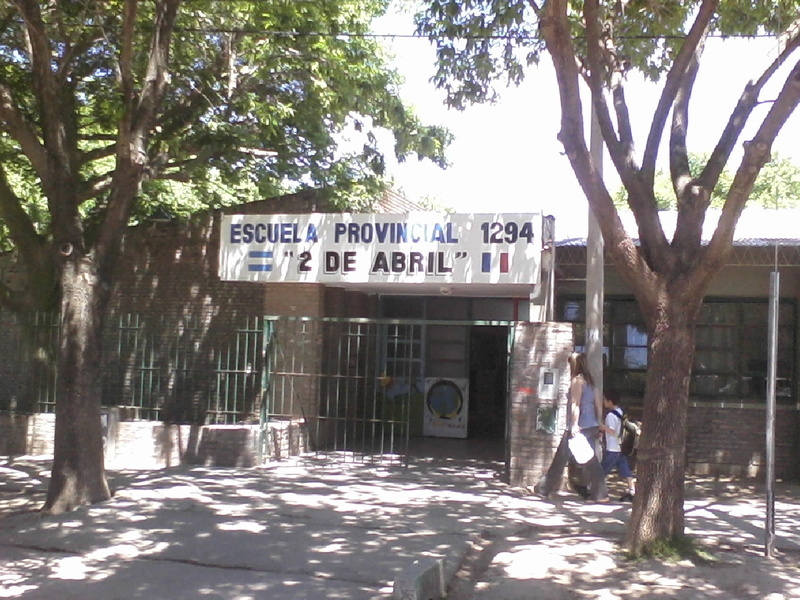 ESCUELA PROVINCIAL 1294
"2 DE ABRIL"